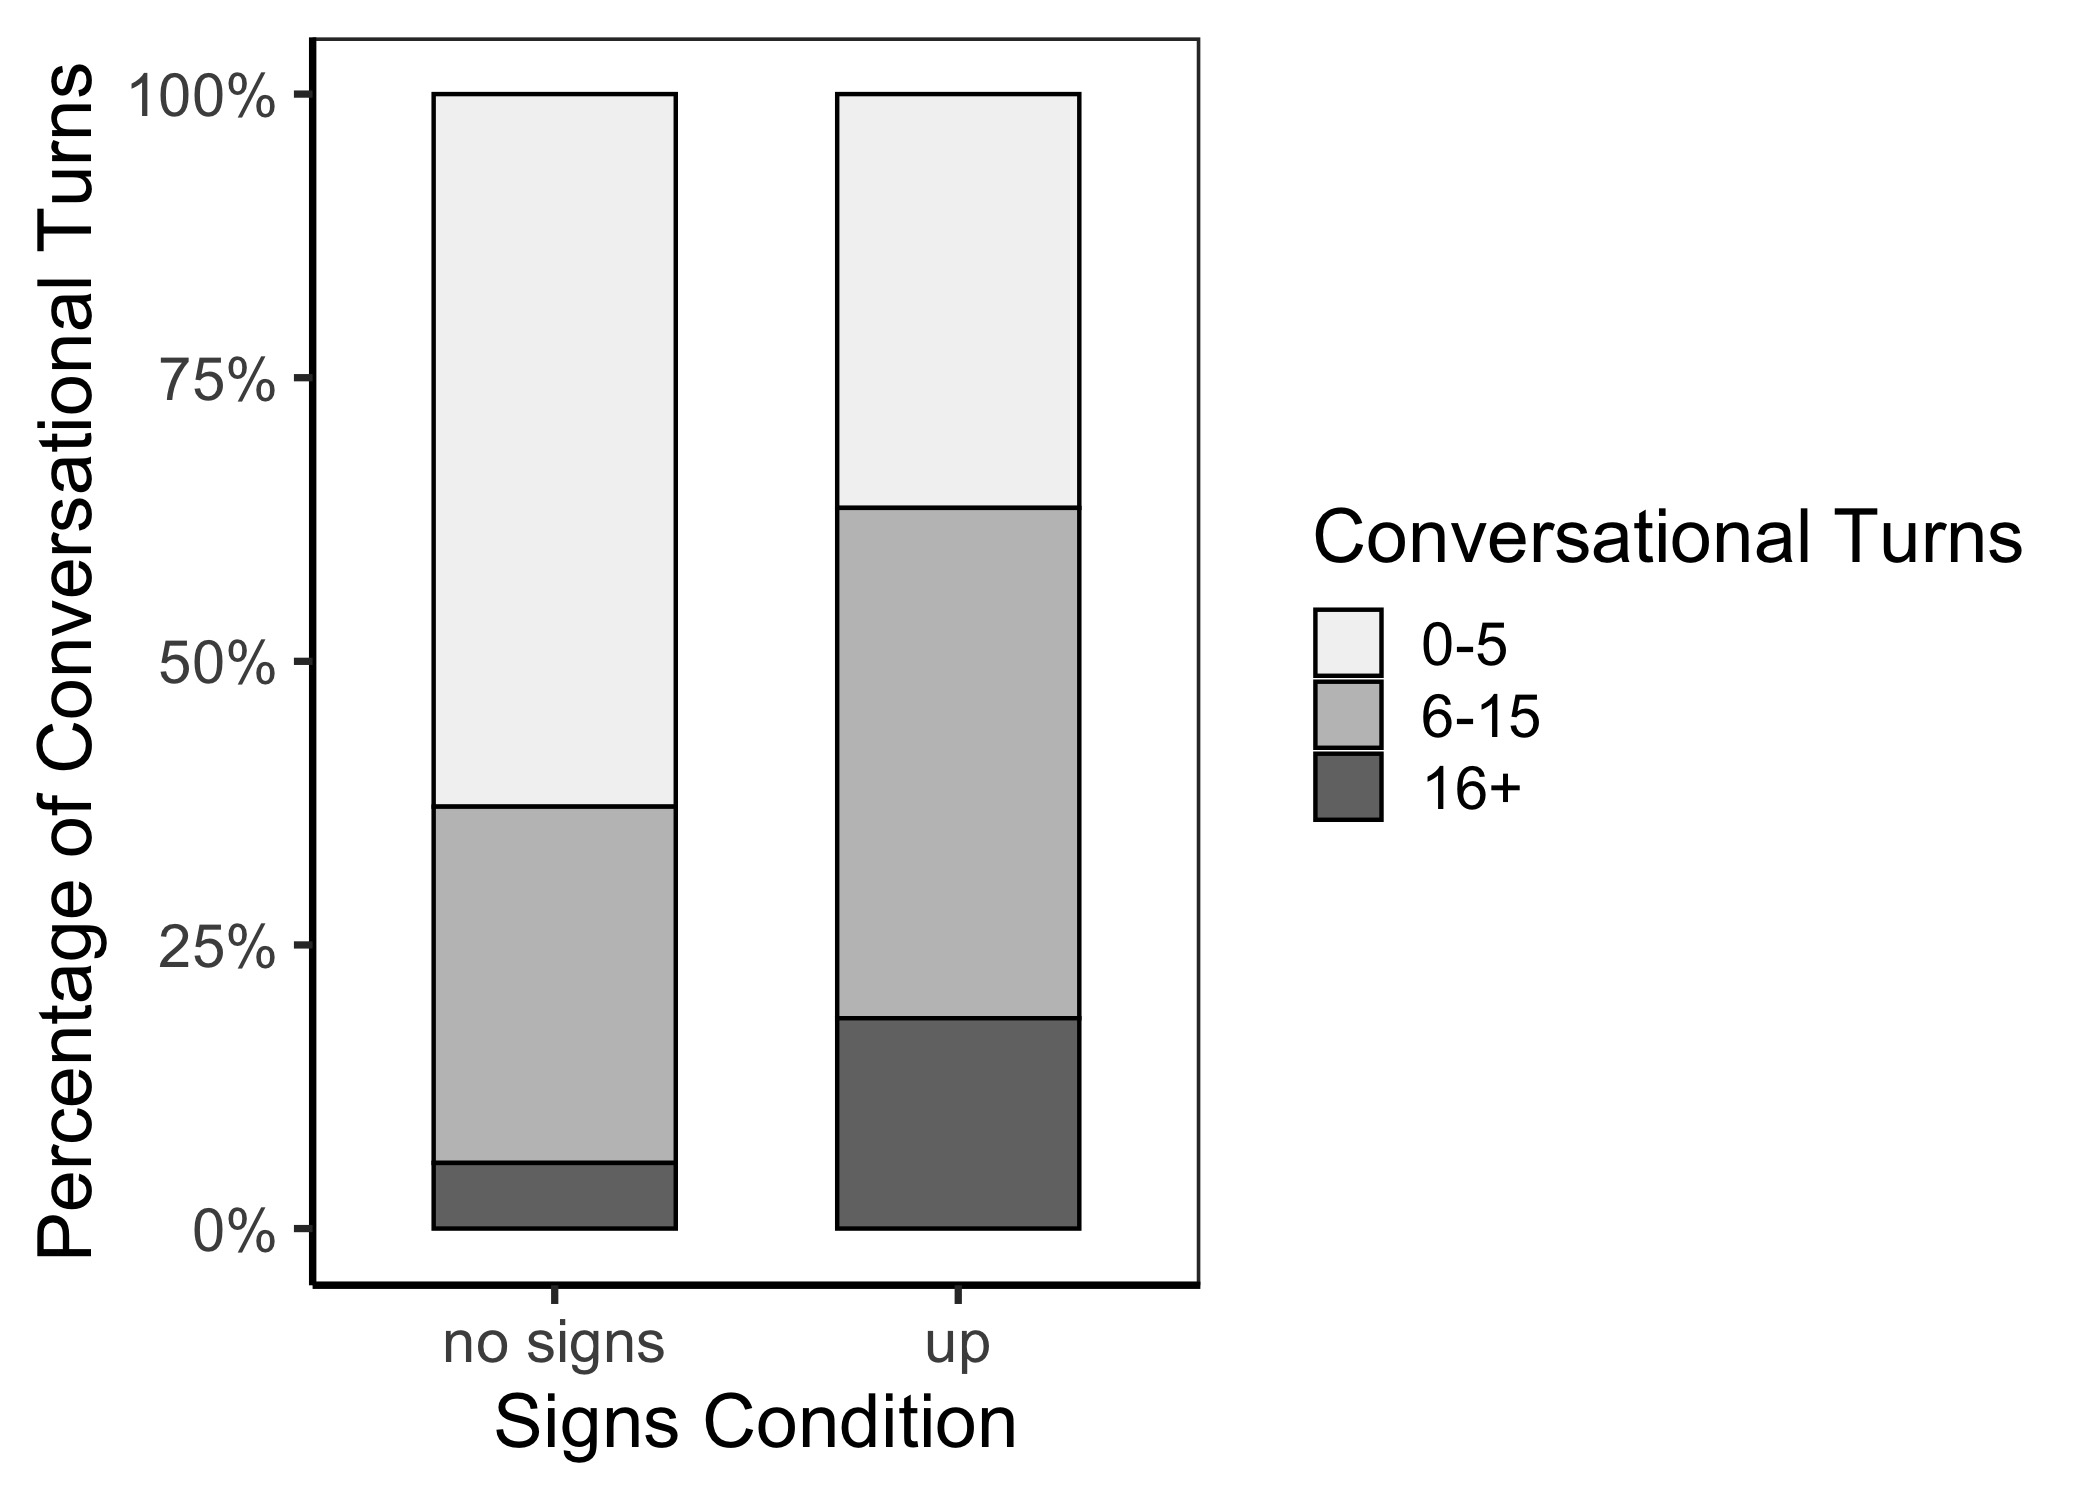 Percentage of Conversational Turns
100%
75%
50%
25%
0%
no signs
up
Signs Condition
Conversational Turns
0-5
6-15
16+